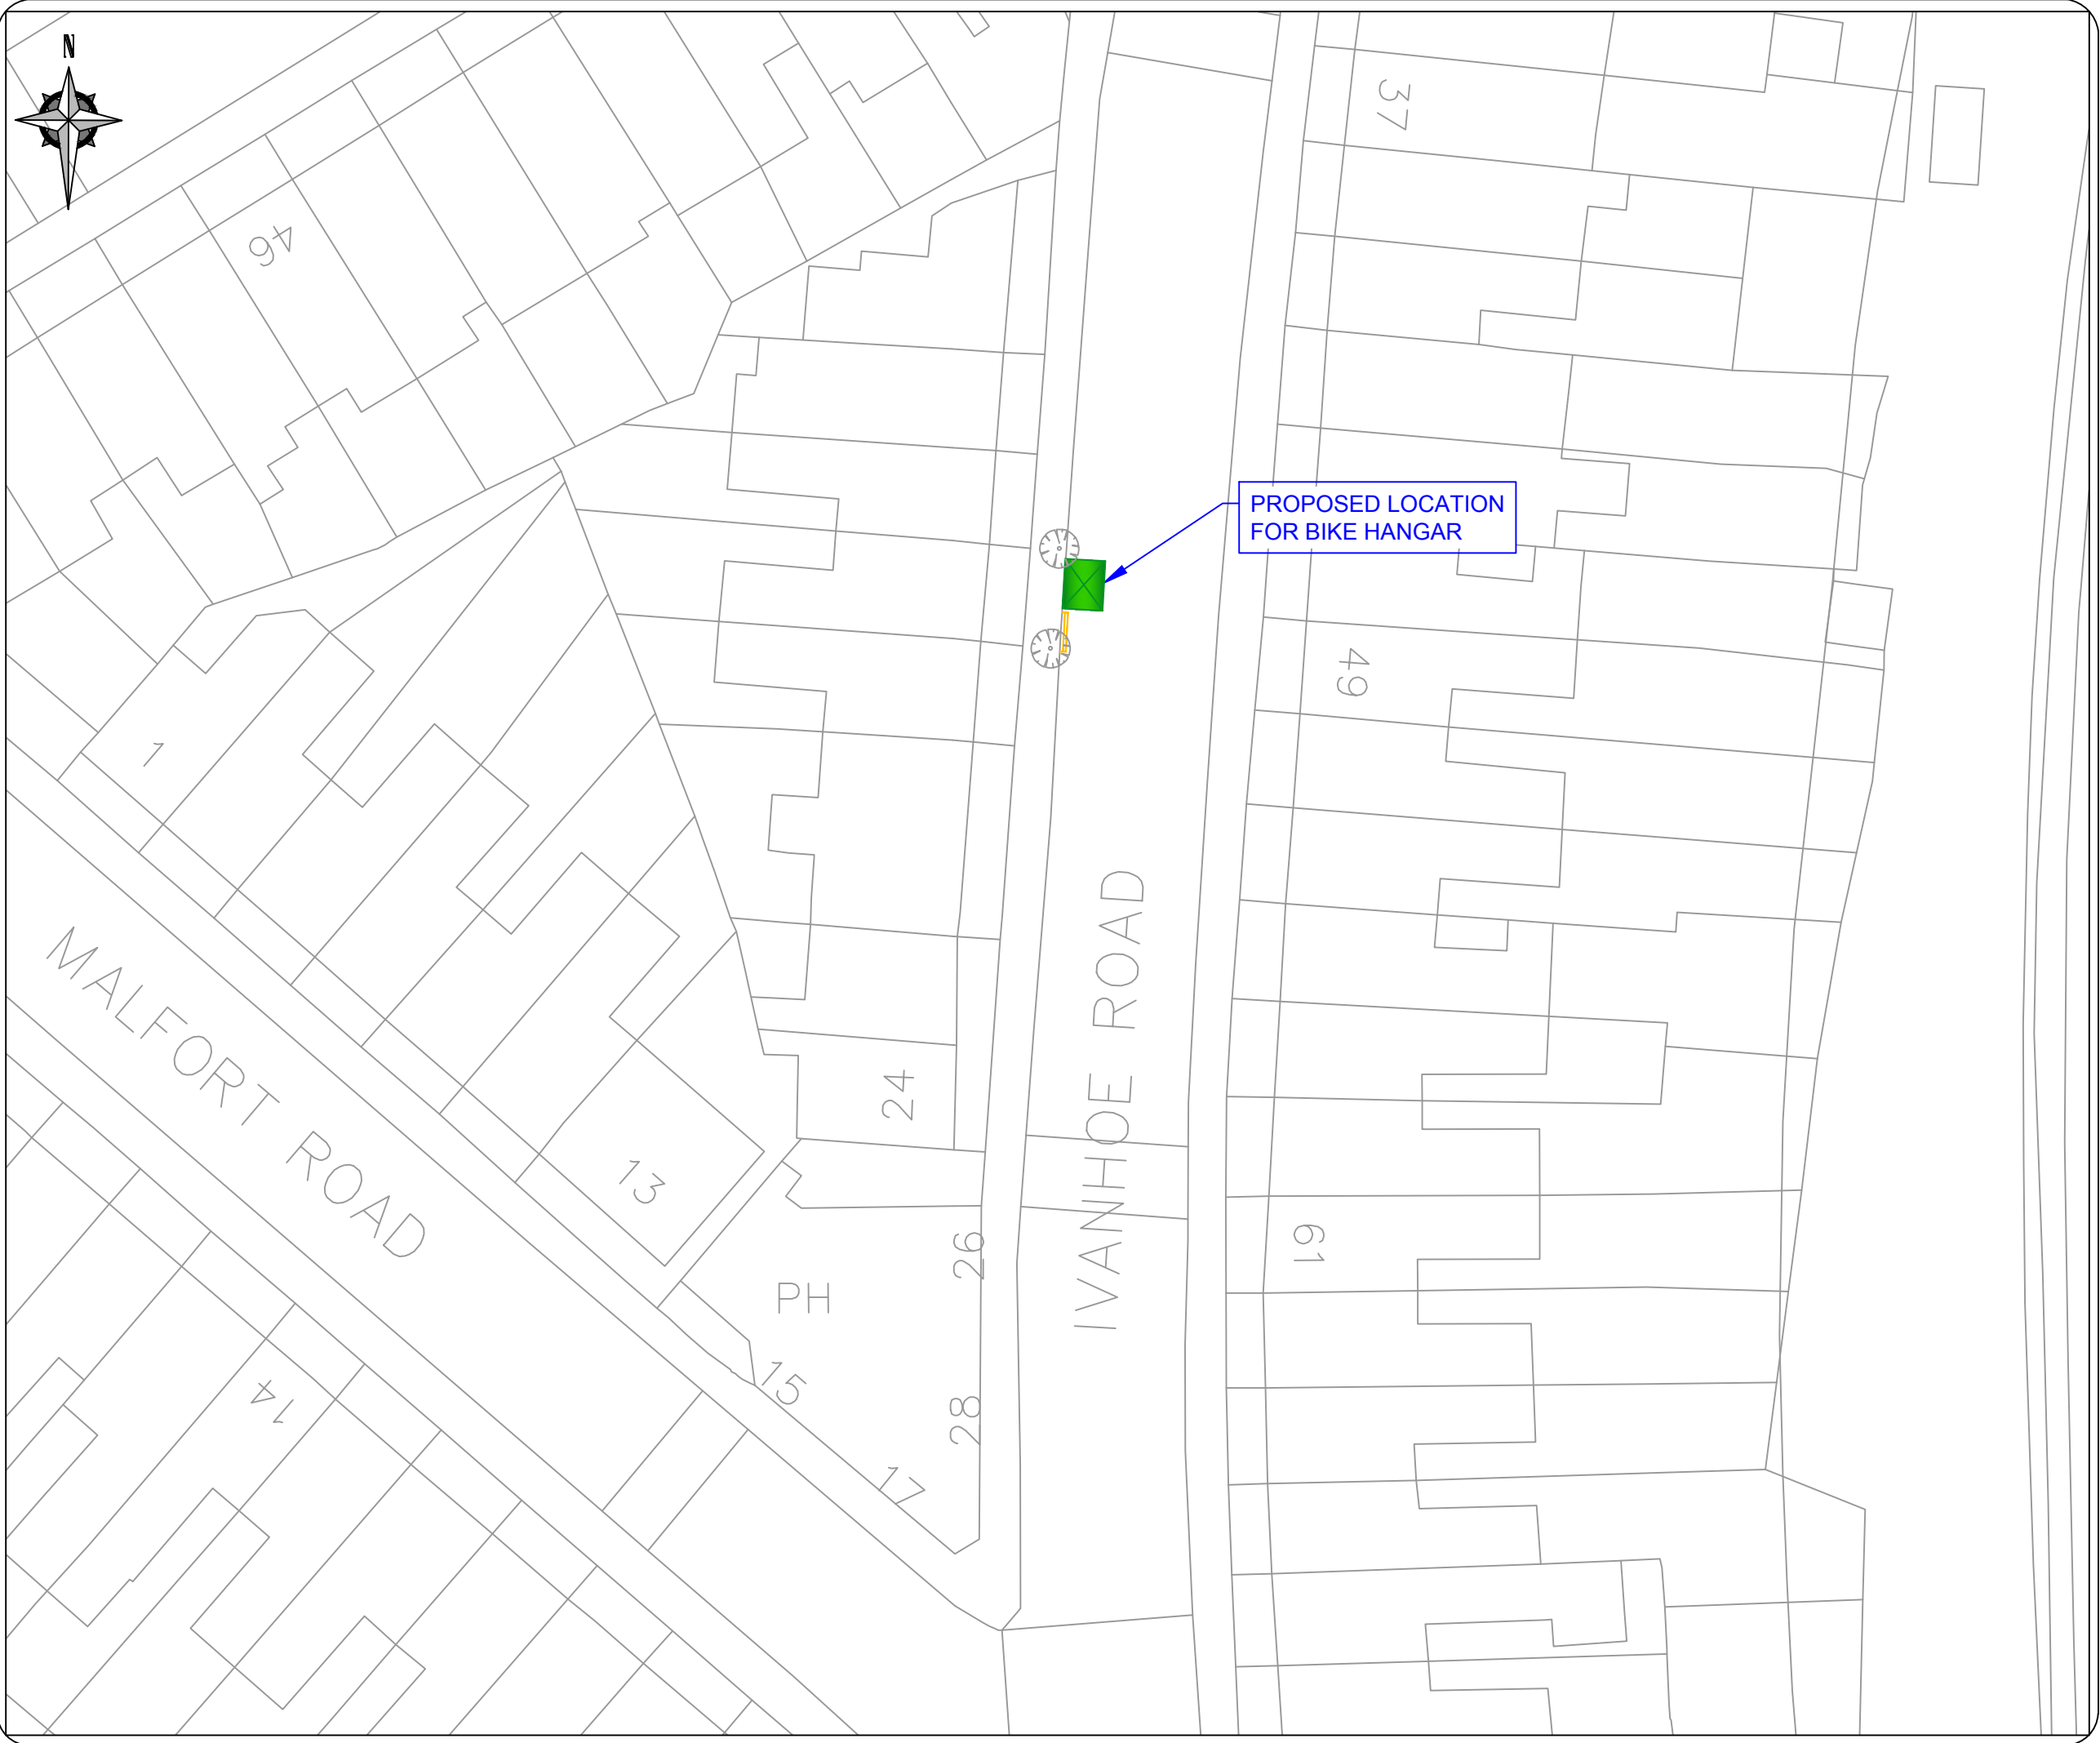 N
37
46
PROPOSED LOCATION
FOR BIKE HANGAR
49
1
MALFORT ROAD
IVANHOE ROAD
24
13
26
61
PH
15
14
28
17